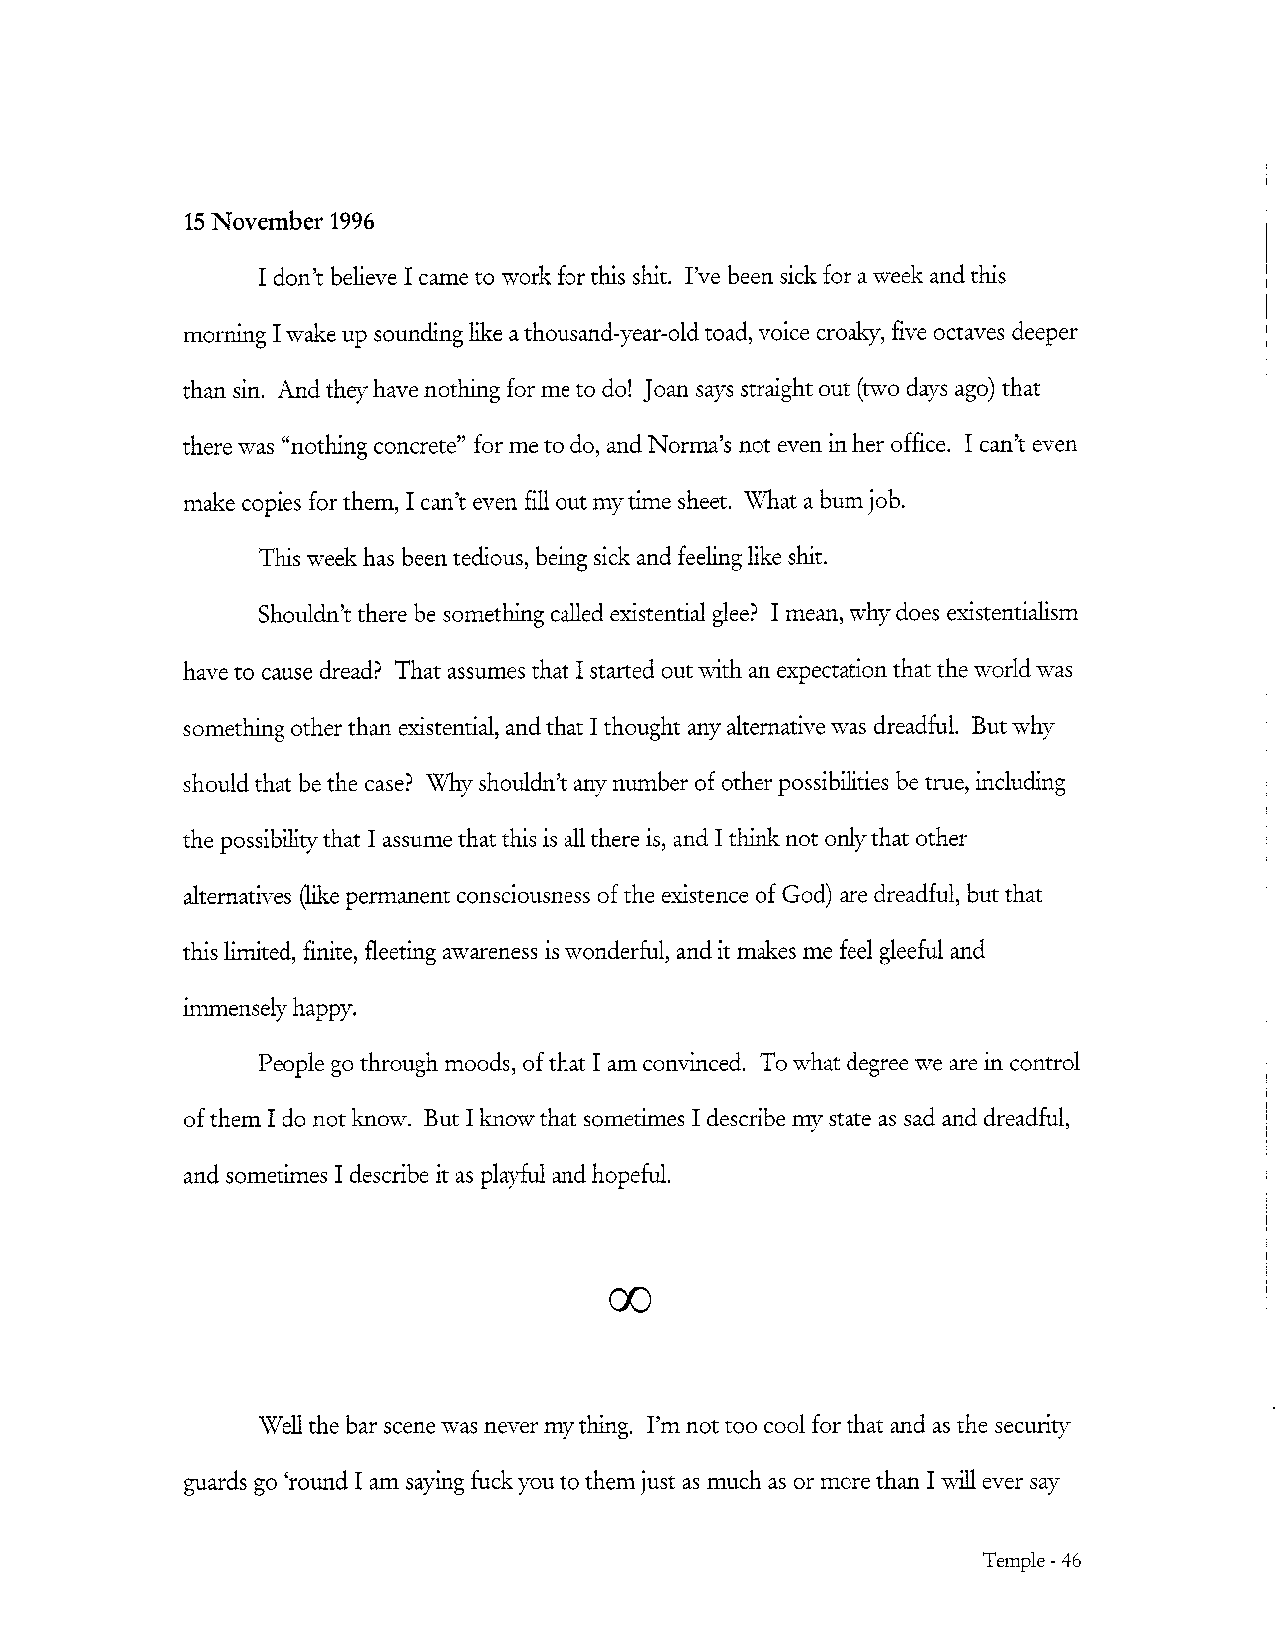 15 November 1996
I don't believe I came to work for this shit. I've been sick for a week and this
morning I wake up sounding like a thousand-year-old toad, voice croaky, five octaves deeper
than sin. And they have nothing for me to do! Joan says straight out (two days ago) that
there was “nothing concrete” for me to do, and Norma's not even in her office. I can't even
make copies for them, I can't even fill out my time sheet. What a bum job.
This week has been tedious, being sick and feeling like shit.
Shouldn't there be something called existential glee? I mean, why does existentialism
have to cause dread? That assumes that I started out with an expectation that the world was
something other than existential, and that I thought any alternative was dreadful. But why
should that be the case? Why shouldn't any number of other possibilities be true, including
the possibility that I assume that this is all there is, and I think not only that other
alternatives (like permanent consciousness of the existence of God) are dreadful, but that
this limited, finite, fleeting awareness is wonderful, and it makes me feel gleeful and
immensely happy.
People go through moods, of that I am convinced. To what degree we are in control
of them I do not know. But I know that sometimes I describe my state as sad and dreadful,
and sometimes I describe it as playful and hopeful.
∞
Well the bar scene was never my thing. I'm not too cool for that and as the security
guards go ‘round I am saying fuck you to them just as much as or more than I will ever say
Temple - 46